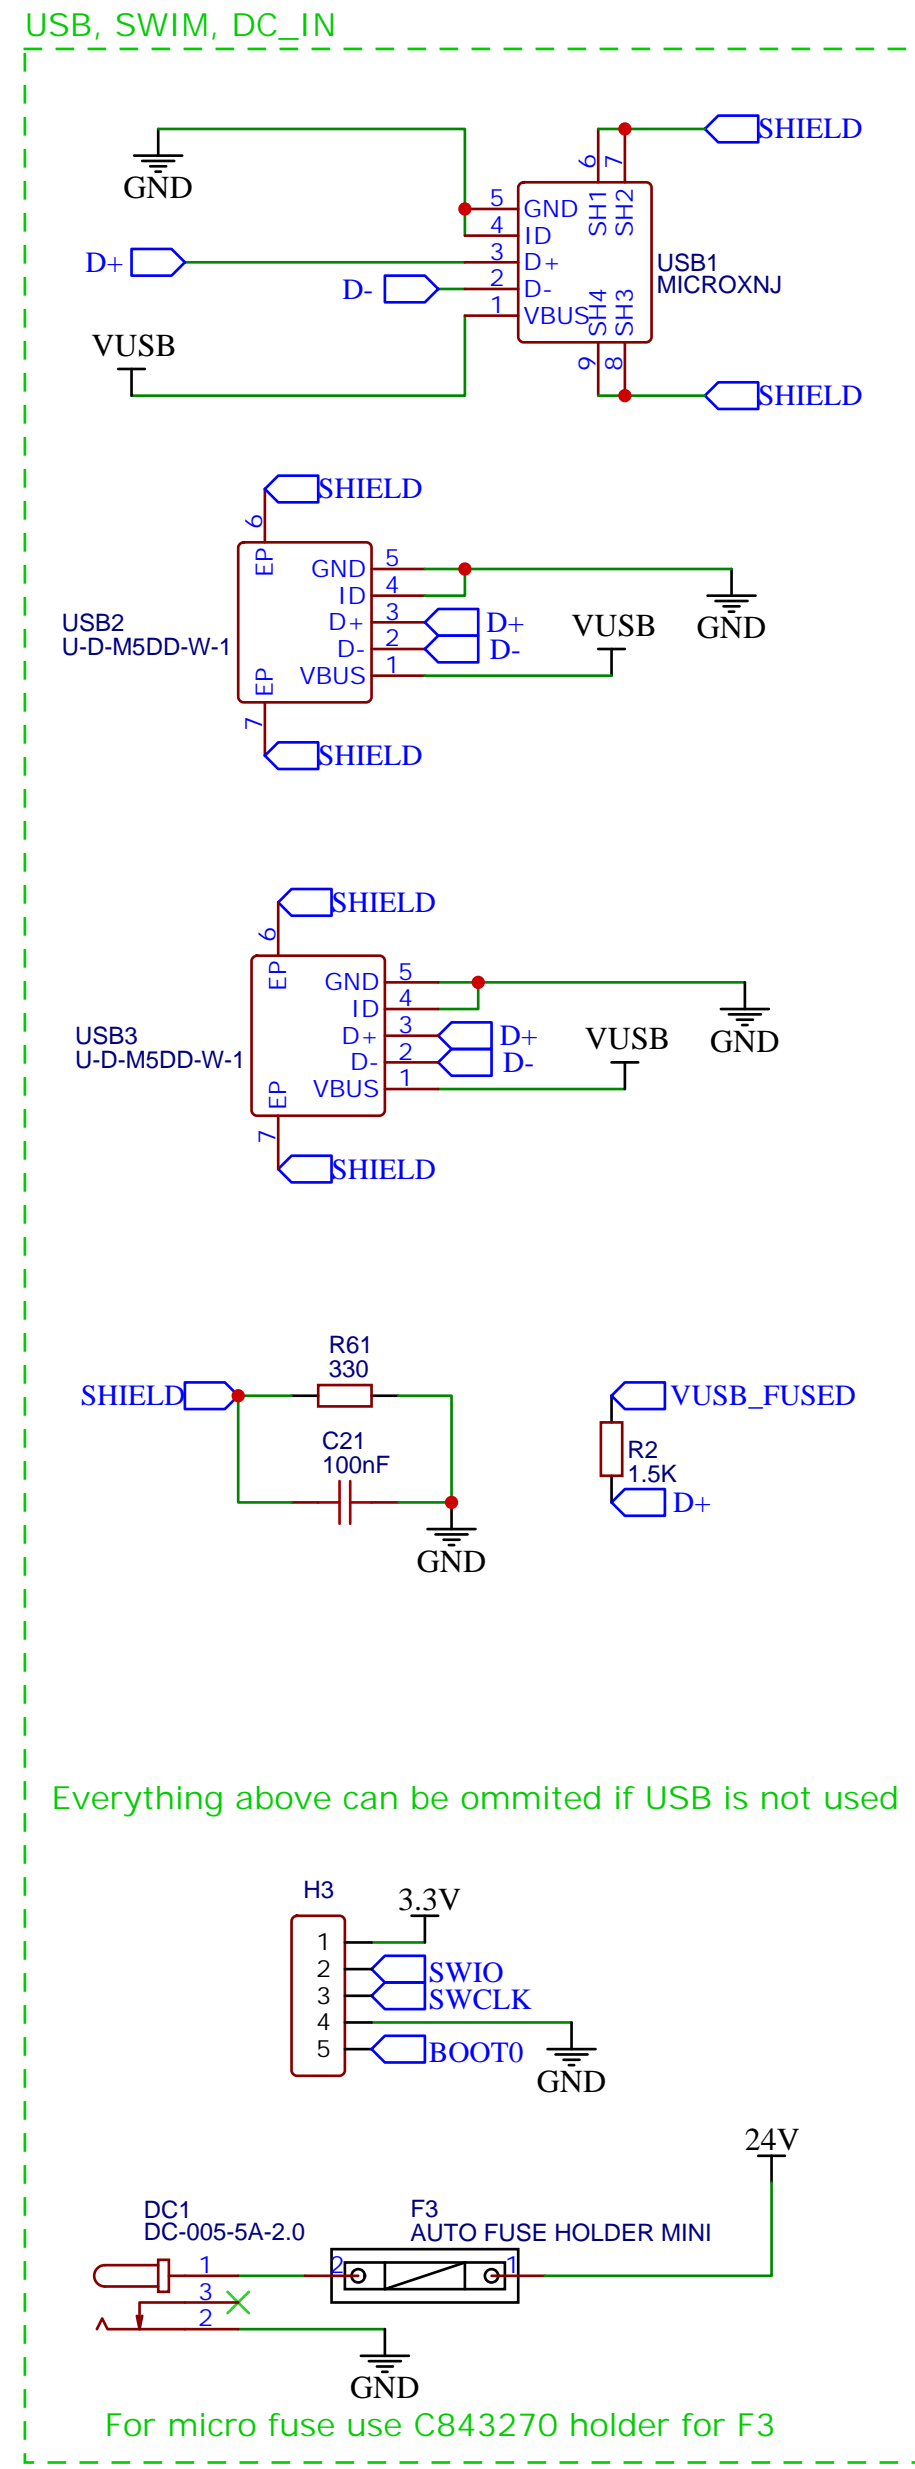 USB, SWIM, DC_IN
GND
SHIELD
6
7
5
GND
4
ID
3
D+
2
D-
1
VBUS
SH1
SH2
SH4
SH3
USB1
MICROXNJ
D+
D-
VUSB
9
8
SHIELD
SHIELD
6
EP
GND
5
ID
4
D+
3
D+
D-
2
D-
VBUS
1
VUSB
GND
USB2
U-D-M5DD-W-1
EP
7
SHIELD
SHIELD
6
EP
GND
5
ID
4
D+
3
D+
D-
2
D-
VBUS
1
VUSB
GND
USB3
U-D-M5DD-W-1
EP
7
SHIELD
R61
330
SHIELD
C21
100nF
GND
VUSB_FUSED
R2
1.5K
D+
Everything above can be ommited if USB is not used
H3
3.3V
1
2
SWIO
3
SWCLK
4
5
BOOT0
GND
24V
DC1
DC-005-5A-2.0
F3
AUTO FUSE HOLDER MINI
1
2
1
3
2
GND
For micro fuse use C843270 holder for F3